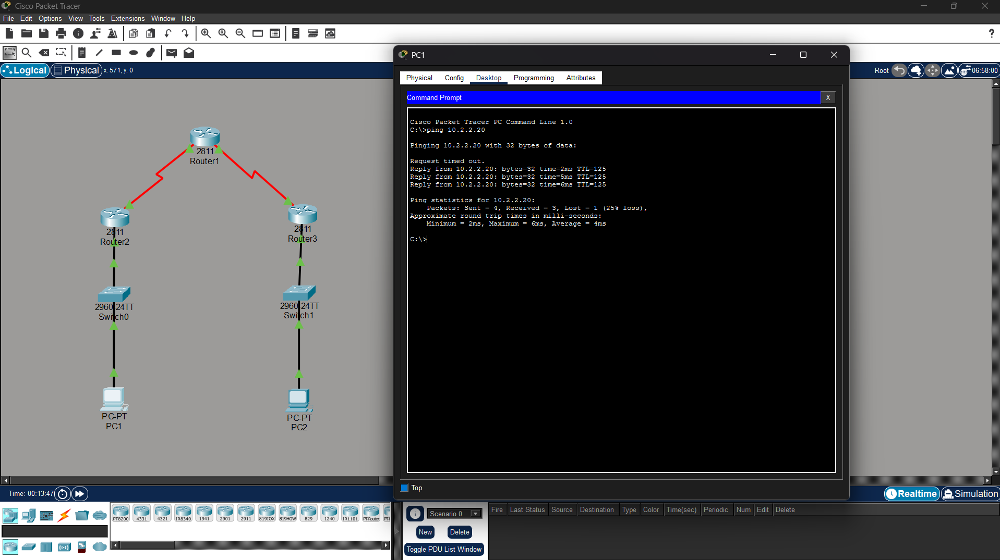 Cisco Packet Tracer
File Edit Options View Tools Extensions Window Help
?
Logical Physical x: 571, y: 0
Root 06:58:00
2811
Router1
2811
Router2
2811
Router3
2960-24TT
Switch0
2960-24TT
Switch1
PC-PT
PC1
PC-PT
PC2
PC1
Physical Config Desktop Programming Attributes
Command Prompt X
Cisco Packet Tracer PC Command Line 1.0
C:\>ping 10.2.2.20
Pinging 10.2.2.20 with 32 bytes of data:
Request timed out.
Reply from 10.2.2.20: bytes=32 time=2ms TTL=125
Reply from 10.2.2.20: bytes=32 time=5ms TTL=125
Reply from 10.2.2.20: bytes=32 time=6ms TTL=125
Ping statistics for 10.2.2.20:
Packets: Sent = 4, Received = 3, Lost = 1 (25% loss),
Approximate round trip times in milli-seconds:
Minimum = 2ms, Maximum = 6ms, Average = 4ms
C:\>
Top
Time: 00:13:47
Realtime Simulation
PT8200 4331 4321 IR8340 1941 2901 2911 819IOX 819HGW 829 1240 IR1101 PT-Router PT-E
Scenario 0
New Delete
Toggle PDU List Window
Fire Last Status Source Destination Type Color Time(sec) Periodic Num Edit Delete